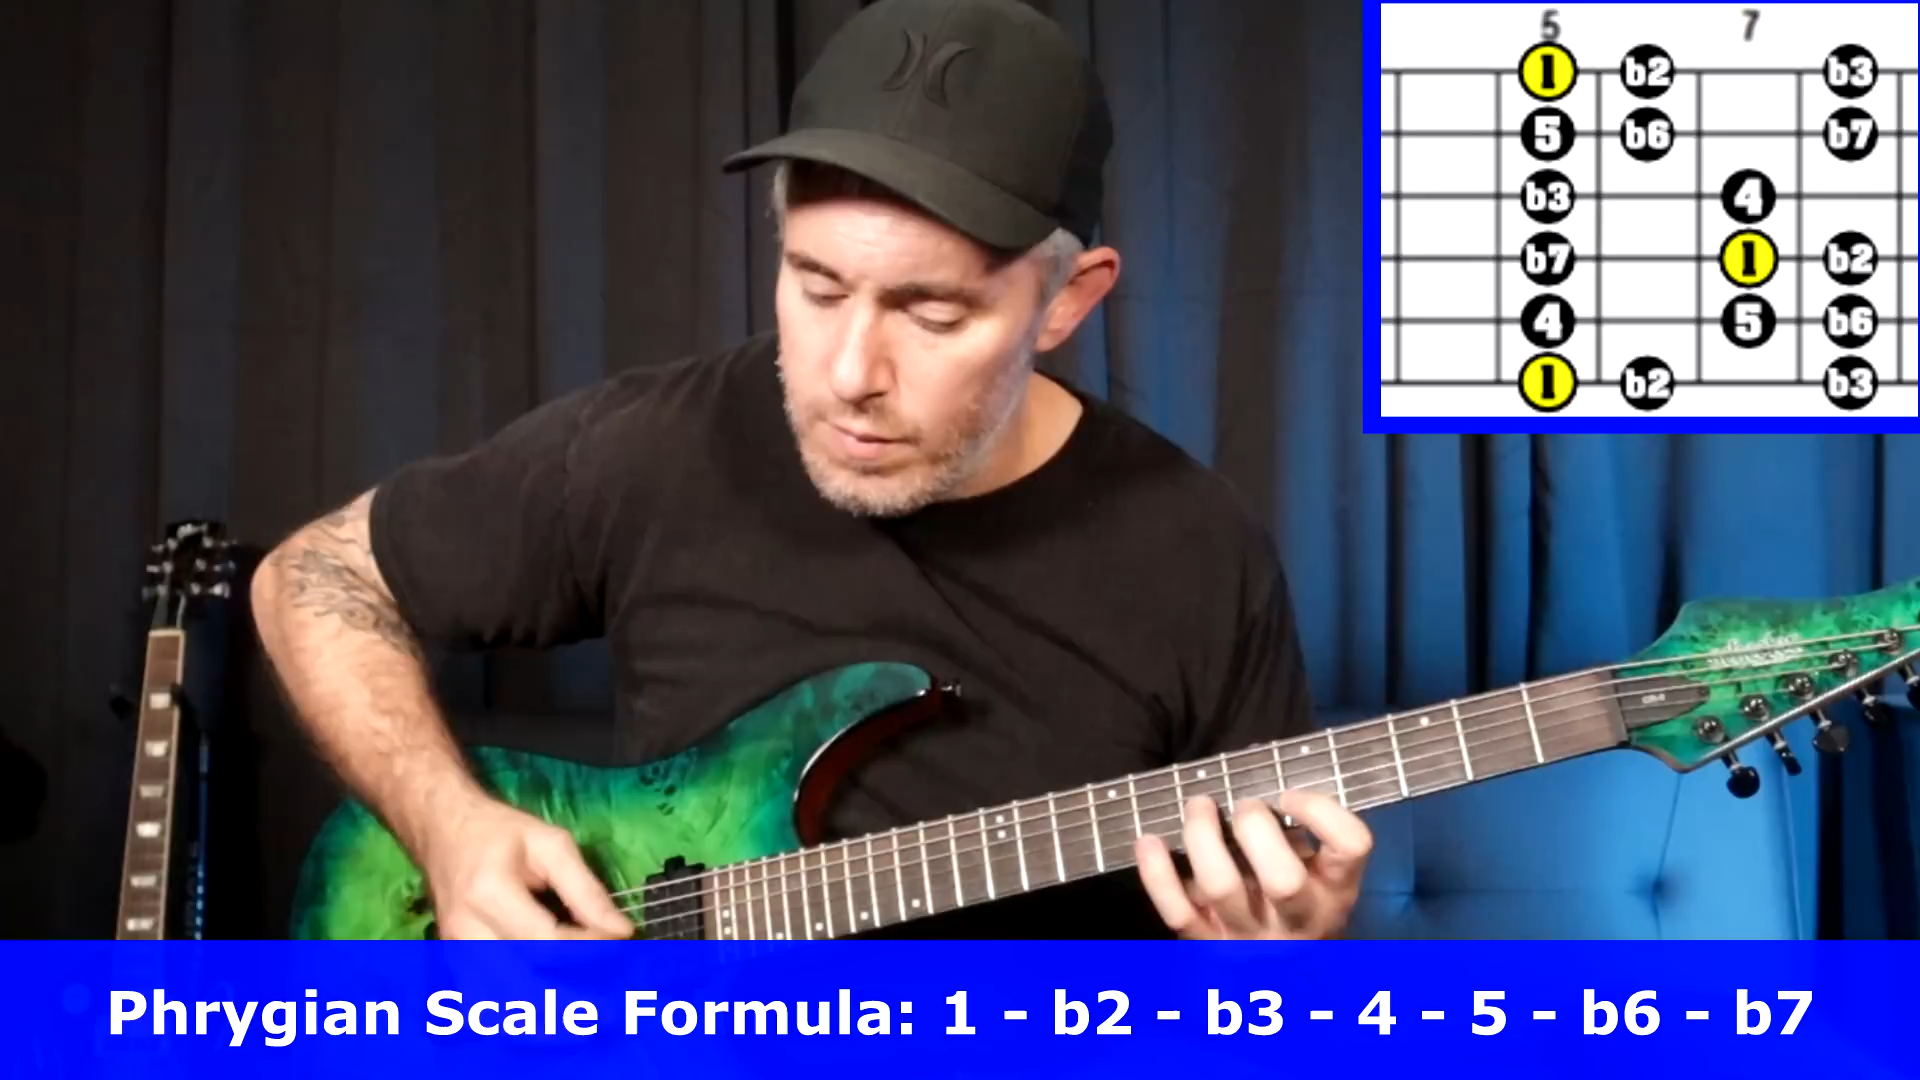 5 7
1 b2 b3
5 b6 b7
b3 4
b7 1 b2
4 5 b6
1 b2 b3
Phrygian Scale Formula: 1 - b2 - b3 - 4 - 5 - b6 - b7